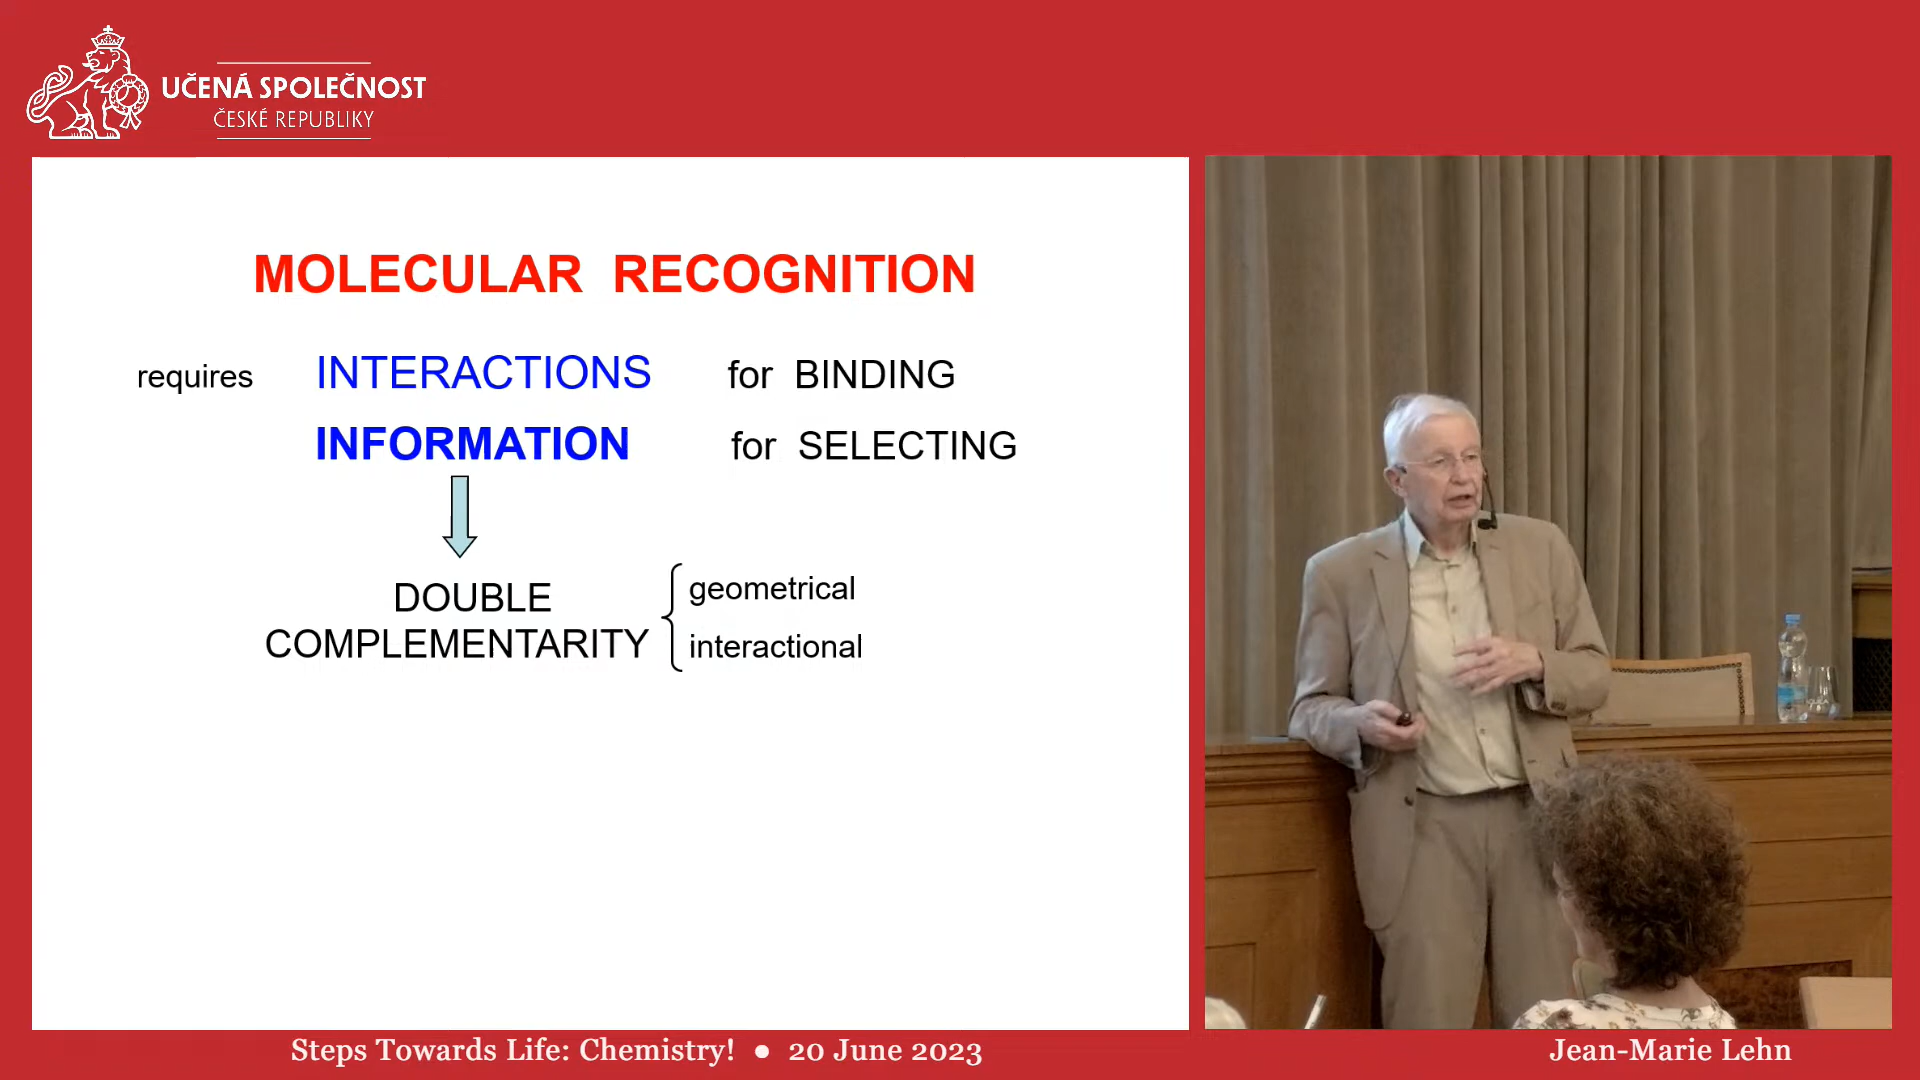 UČENÁ SPOLEČNOST
ČESKÉ REPUBLIKY
MOLECULAR RECOGNITION
requires INTERACTIONS for BINDING
INFORMATION for SELECTING
DOUBLE
COMPLEMENTARITY
geometrical
interactional
Steps Towards Life: Chemistry! ● 20 June 2023
Jean-Marie Lehn